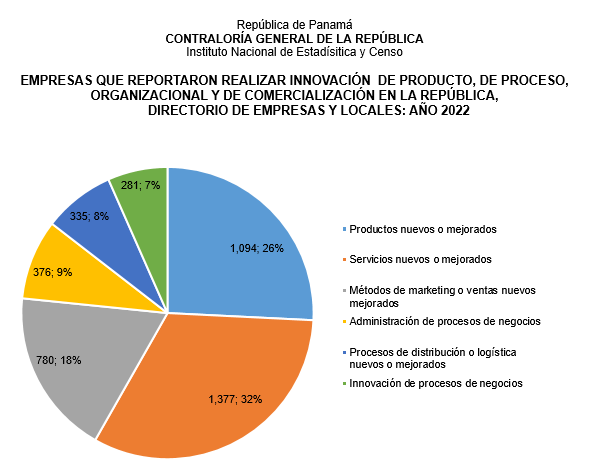 República de Panamá
CONTRALORÍA GENERAL DE LA REPÚBLICA
Instituto Nacional de Estadísitica y Censo
EMPRESAS QUE REPORTARON REALIZAR INNOVACIÓN DE PRODUCTO, DE PROCESO,
ORGANIZACIONAL Y DE COMERCIALIZACIÓN EN LA REPÚBLICA,
DIRECTORIO DE EMPRESAS Y LOCALES: AÑO 2022
281; 7%
335; 8%
1,094; 26%
376; 9%
780; 18%
1,377; 32%
Productos nuevos o mejorados
Servicios nuevos o mejorados
Métodos de marketing o ventas nuevos
mejorados
Administración de procesos de negocios
Procesos de distribución o logística
nuevos o mejorados
Innovación de procesos de negocios